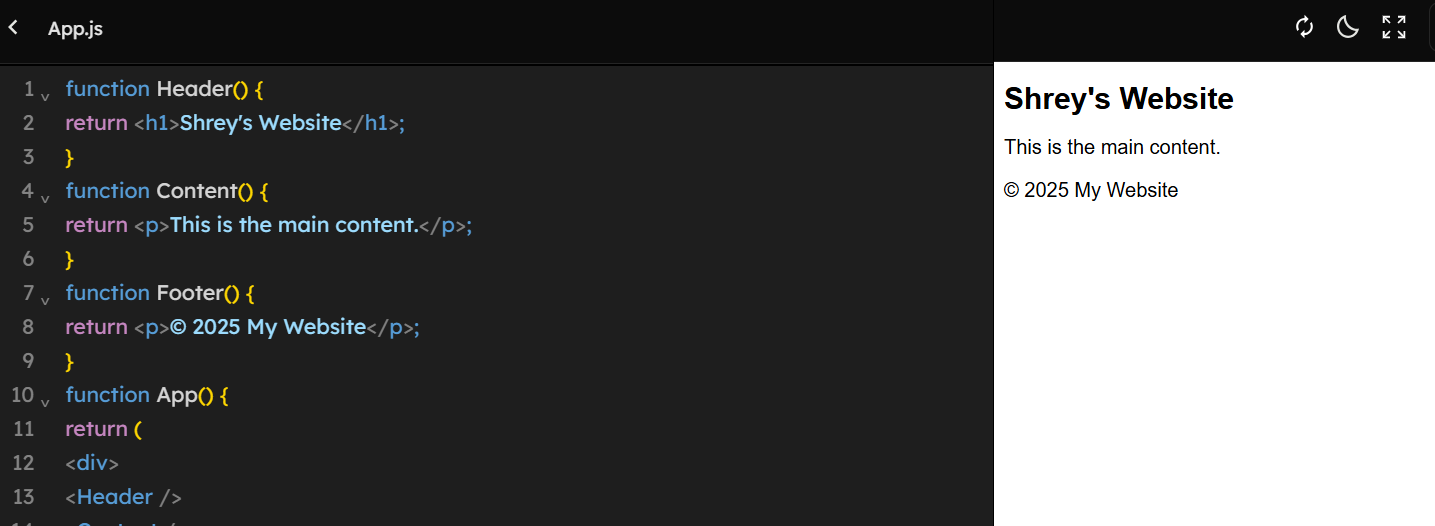 App.js
1 function Header() {
2 return <h1>Shrey's Website</h1>;
3 }
4 function Content() {
5 return <p>This is the main content.</p>;
6 }
7 function Footer() {
8 return <p>© 2025 My Website</p>;
9 }
10 function App() {
11 return (
12 <div>
13 <Header />
Shrey's Website
This is the main content.
© 2025 My Website